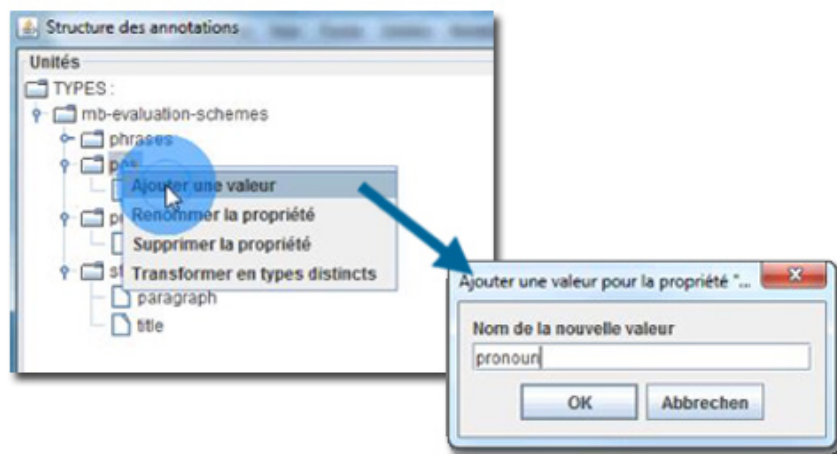 Structure des annotations
Unités
TYPES :
mb-evaluation-schemes
phrases
Ajouter une valeur
Renommer la propriété
Supprimer la propriété
Transformer en types distincts
paragraph
title
Ajouter une valeur pour la propriété "...
Nom de la nouvelle valeur
pronoun
OK
Abbrechen